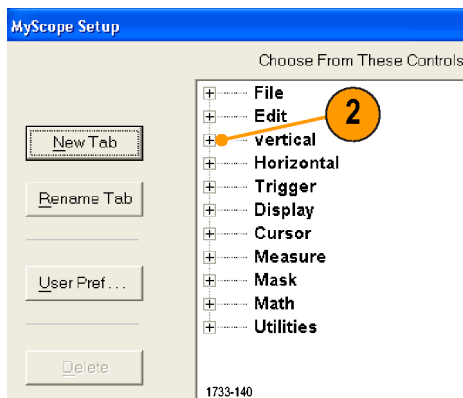 MyScope Setup
Choose From These Controls
File
Edit
2
vertical
New Tab
Horizontal
Trigger
Rename Tab
Display
Cursor
Measure
User Pref...
Mask
Math
Utilities
Delete
1733-140